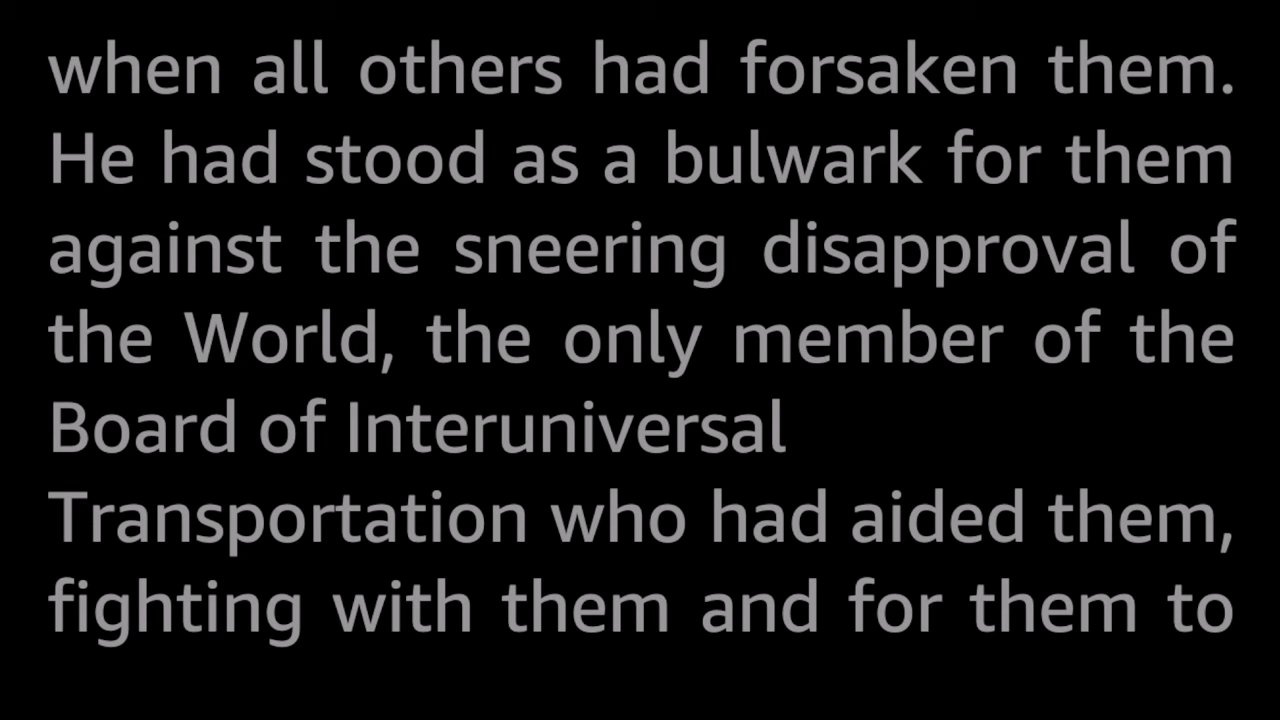 when all others had forsaken them.
He had stood as a bulwark for them
against the sneering disapproval of
the World, the only member of the
Board of Interuniversal
Transportation who had aided them,
fighting with them and for them to